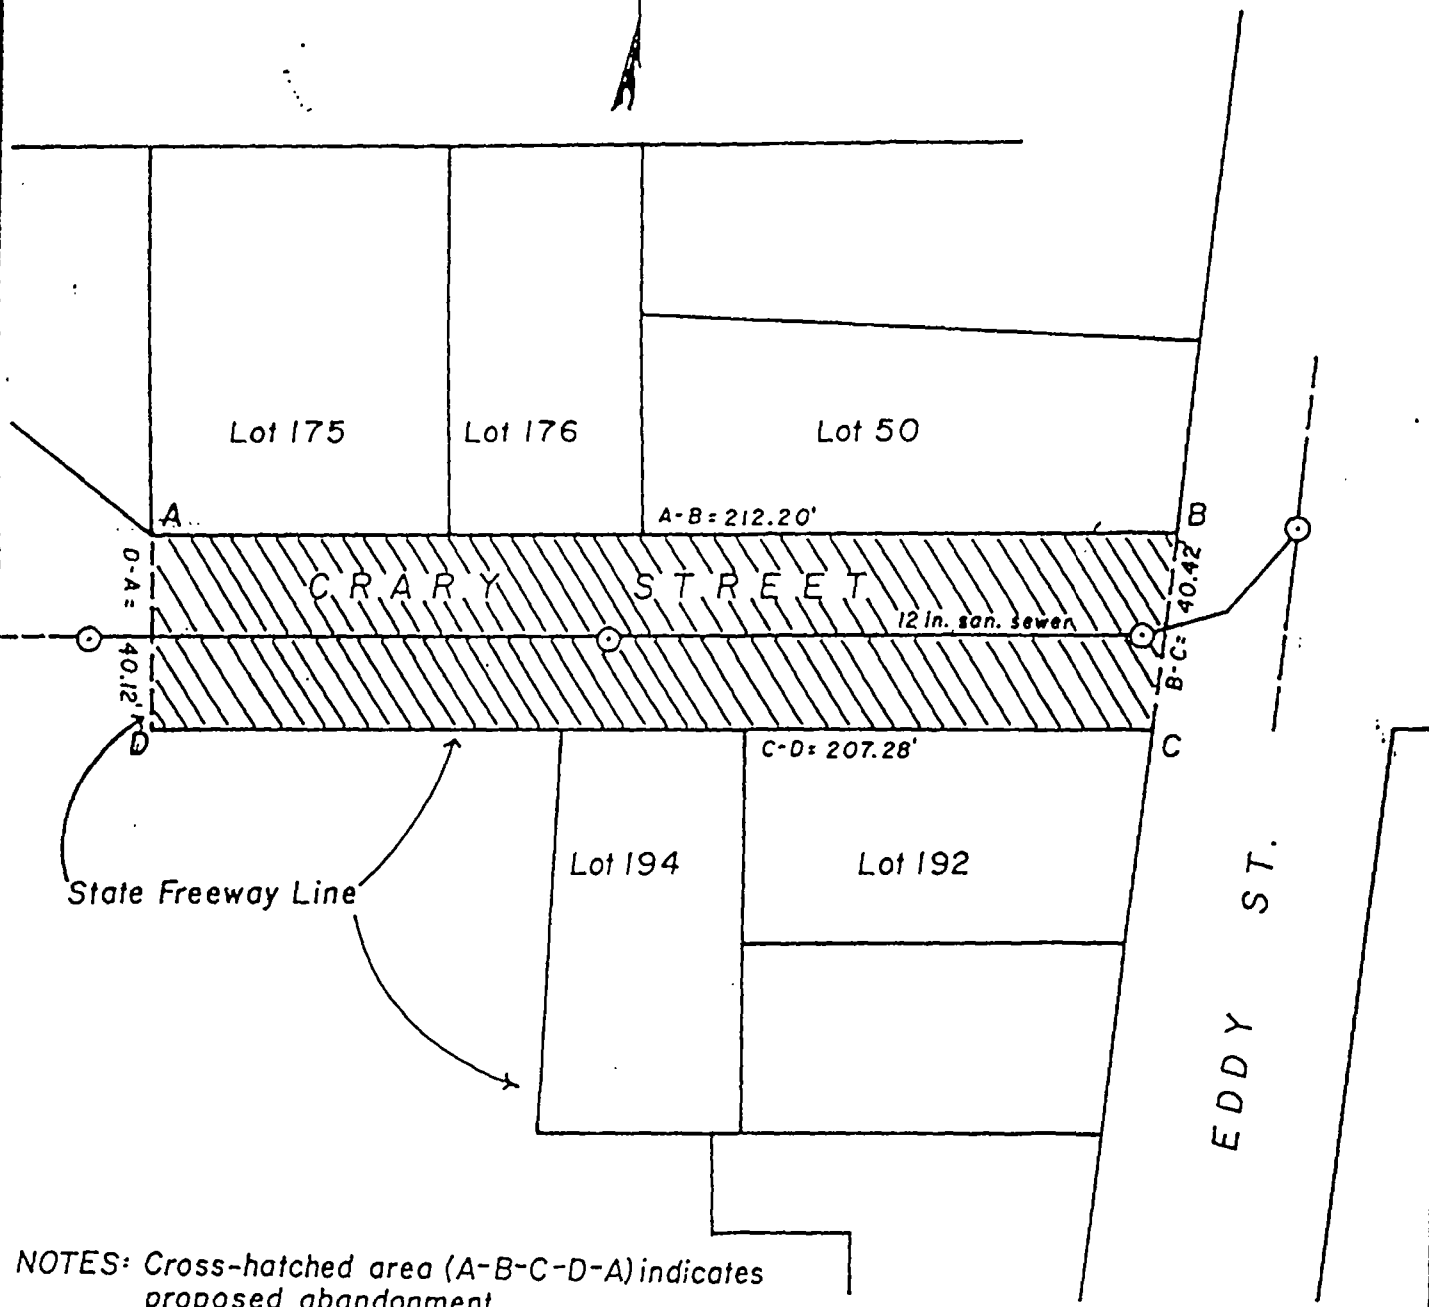 Lot 175
Lot 176
Lot 50
A
A-B = 212.20'
B
D-A = 40.12'
CRARY STREET
B-C = 40.42'
12 in. san. sewer
D
C-D = 207.28'
C
Lot 194
Lot 192
State Freeway Line
EDDY ST.
NOTES: Cross-hatched area (A-B-C-D-A) indicates
proposed abandonment